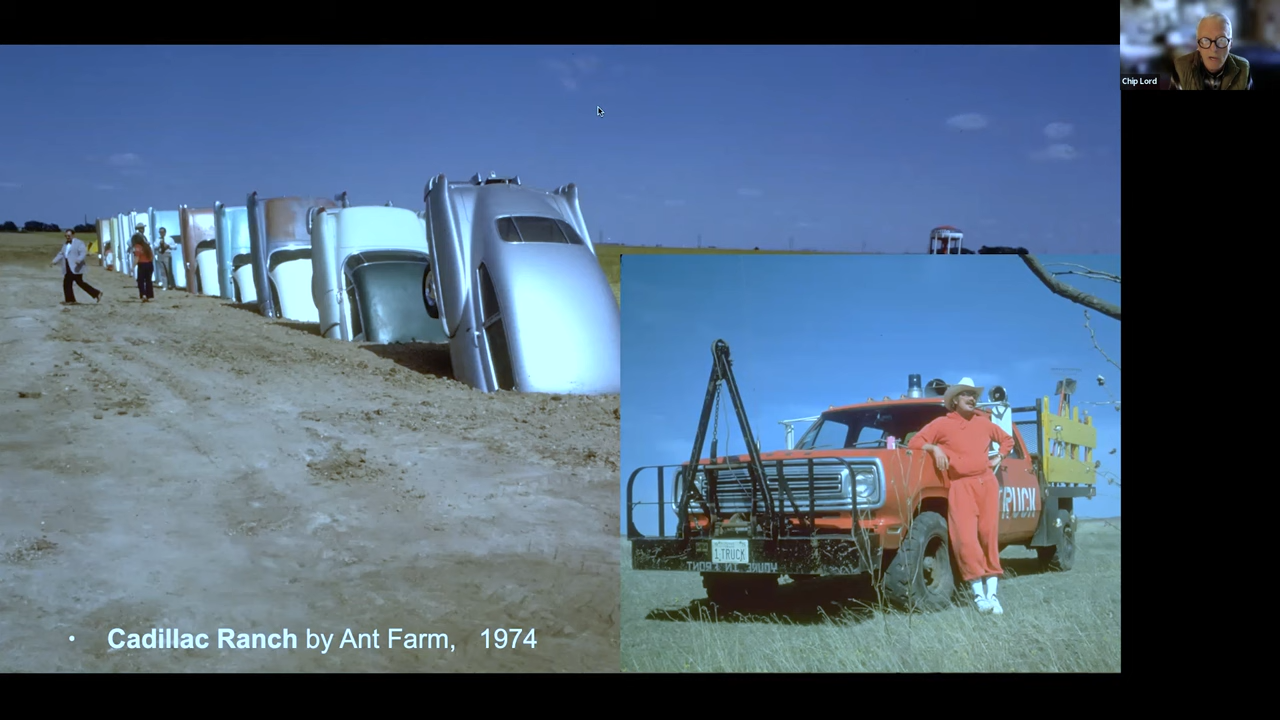 Chip Lord
TRUCK
1 TRUCK
• Cadillac Ranch by Ant Farm, 1974